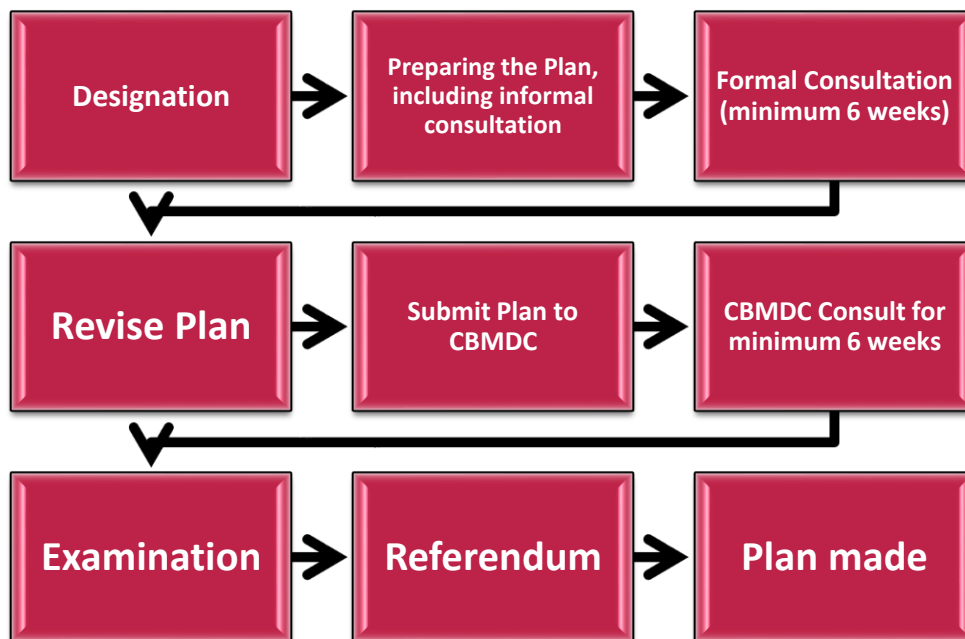 Designation
Preparing the Plan,
including informal
consultation
Formal Consultation
(minimum 6 weeks)
Revise Plan
Submit Plan to
CBMDC
CBMDC Consult for
minimum 6 weeks
Examination
Referendum
Plan made